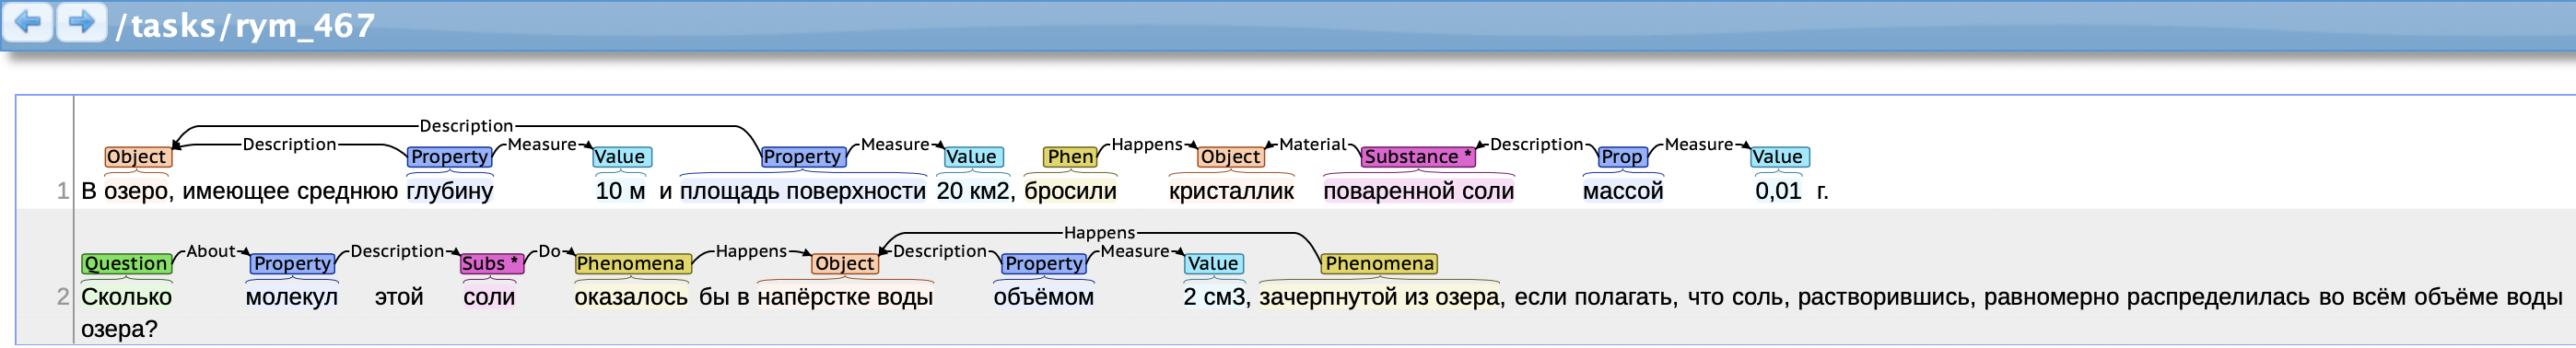 /tasks/rym_467
Description
Description Measure Measure Happens Material Description Measure
Object Property Value Property Value Phen Object Substance * Prop Value
1 В озеро, имеющее среднюю глубину 10 м и площадь поверхности 20 км2, бросили кристаллик поваренной соли массой 0,01 г.
Happens
About Description Do Happens Description Measure
Question Property Subs * Phenomena Object Property Value Phenomena
2 Сколько молекул этой соли оказалось бы в напёрстке воды объёмом 2 см3, зачерпнутой из озера, если полагать, что соль, растворившись, равномерно распределилась во всём объёме воды
озера?